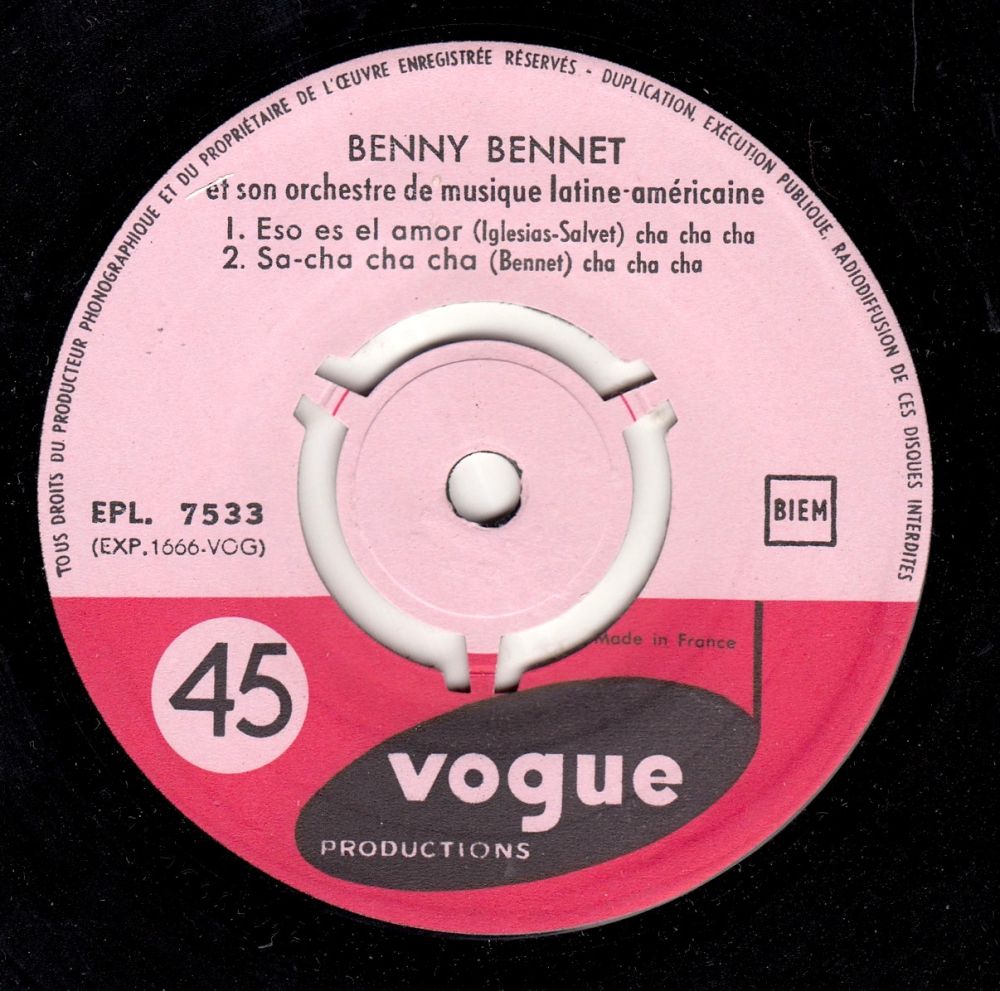 TOUS DROITS DU PRODUCTEUR PHONOGRAPHIQUE ET DU PROPRIÉTAIRE DE L'ŒUVRE ENREGISTRÉE RÉSERVÉS - DUPLICATION, EXÉCUTION PUBLIQUE, RADIODIFFUSION DE CES DISQUES INTERDITES
BENNY BENNET
et son orchestre de musique latine-américaine
1. Eso es el amor (Iglesias-Salvet) cha cha cha
2. Sa-cha cha cha (Bennet) cha cha cha
EPL. 7533
(EXP.1666-VOG)
BIEM
Made in France
45
vogue
PRODUCTIONS